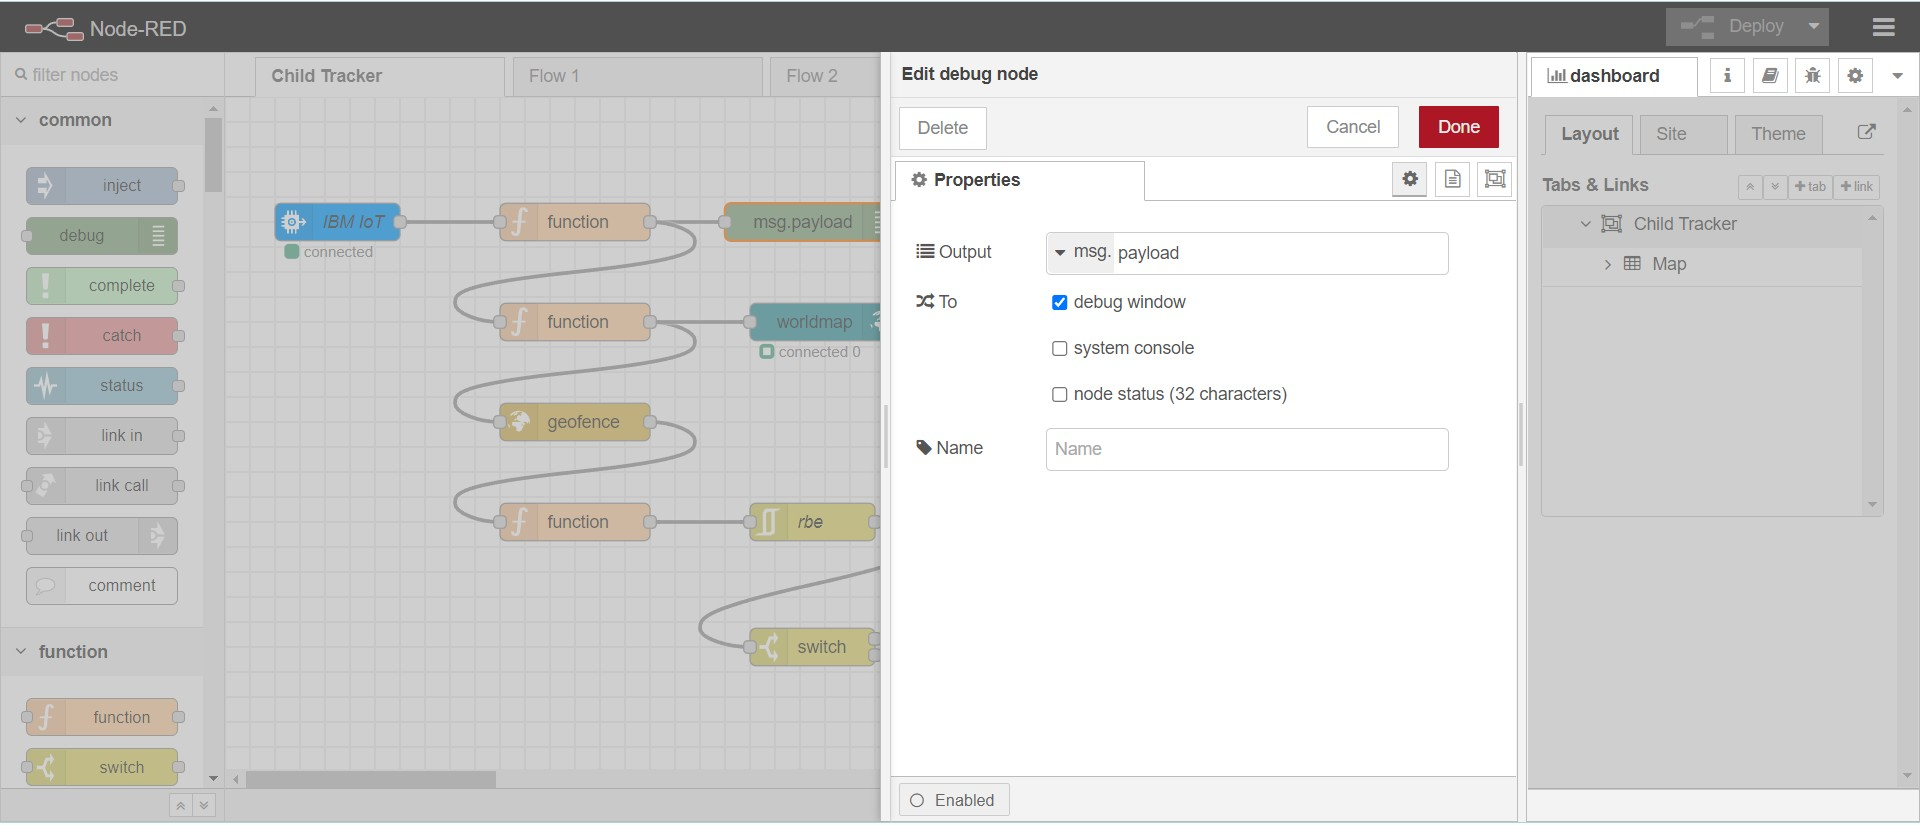 Node-RED
Deploy
filter nodes
common
inject
debug
complete
catch
status
link in
link call
link out
comment
function
function
switch
Child Tracker
Flow 1
Flow 2
IBM IoT
connected
function
msg.payload
function
worldmap
connected 0
geofence
function
rbe
switch
Edit debug node
Delete
Cancel
Done
Properties
Output
msg. payload
To
debug window
system console
node status (32 characters)
Name
Name
Enabled
dashboard
i
Layout
Site
Theme
Tabs & Links
+tab
+link
Child Tracker
Map